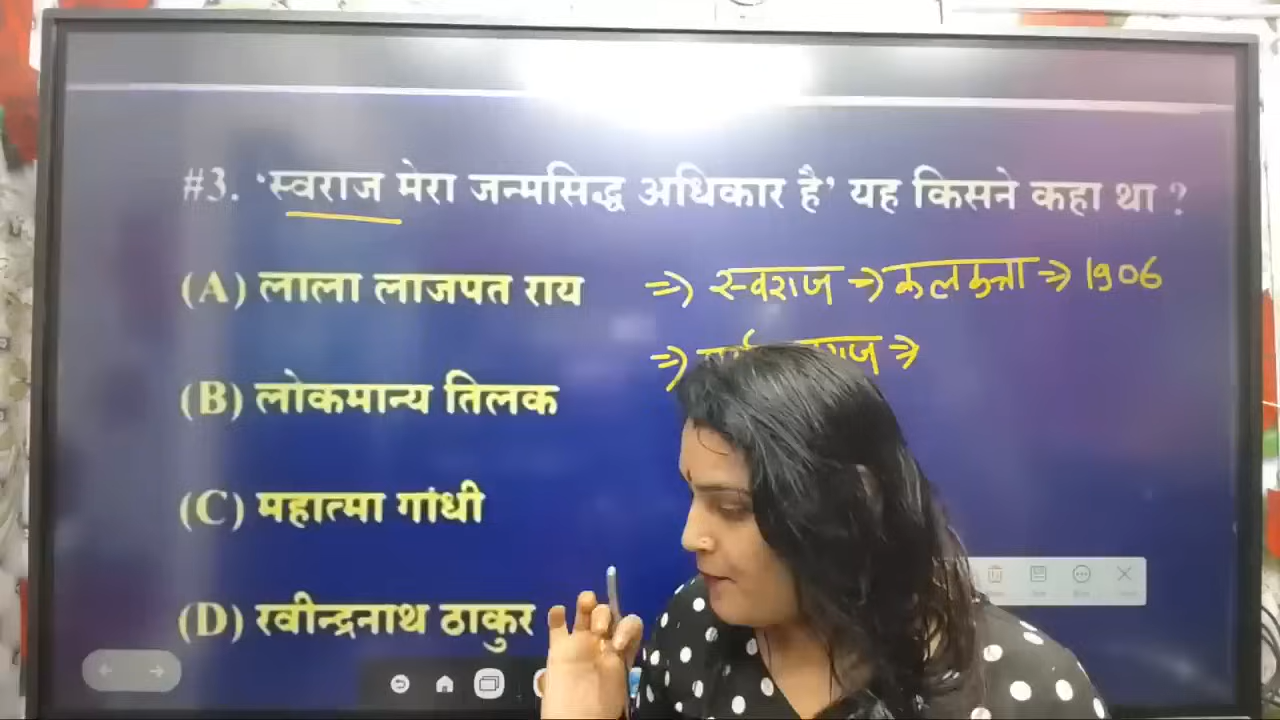 #3. ‘स्वराज मेरा जन्मसिद्ध अधिकार है’ यह किसने कहा था ?
(A) लाला लाजपत राय
⇒ स्वराज → कलकत्ता ⇒ 1906
(B) लोकमान्य तिलक
(C) महात्मा गांधी
(D) रवीन्द्रनाथ ठाकुर